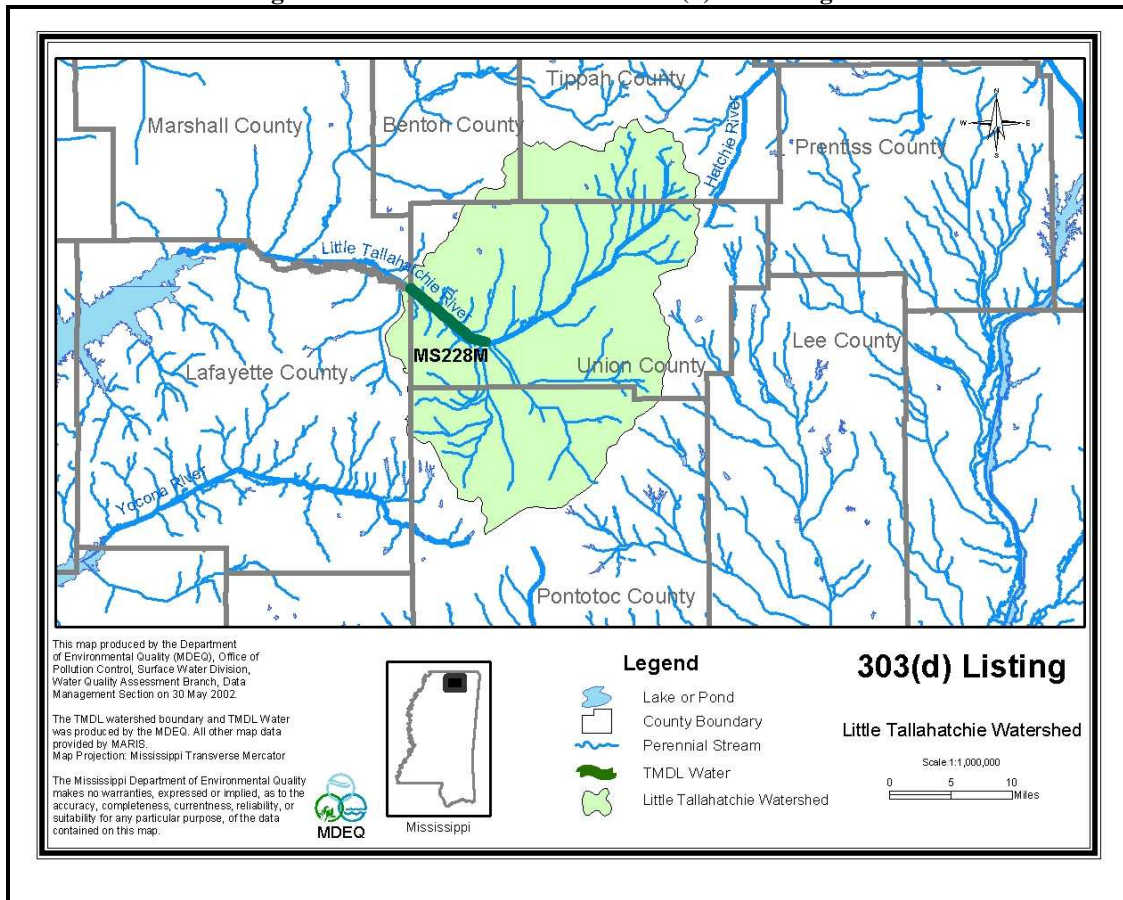 Tippah County
Marshall County
Benton County
Hatchie River
Prentiss County
N
W
E
S
Little Tallahatchie River
MS228M
Lafayette County
Union County
Lee County
Yocona River
Pontotoc County
This map produced by the Department
of Environmental Quality (MDEQ), Office of
Pollution Control, Surface Water Division,
Water Quality Assessment Branch, Data
Management Section on 30 May 2002.
The TMDL watershed boundary and TMDL Water
was produced by the MDEQ. All other map data
provided by MARIS.
Map Projection: Mississippi Transverse Mercator
The Mississippi Department of Environmental Quality
makes no warranties, expressed or implied, as to the
accuracy, completeness, currentness, reliability, or
suitability for any particular purpose, of the data
contained on this map.
MDEQ
Mississippi
Legend
Lake or Pond
County Boundary
Perennial Stream
TMDL Water
Little Tallahatchie Watershed
303(d) Listing
Little Tallahatchie Watershed
Scale 1:1,000,000
0 5 10
Miles